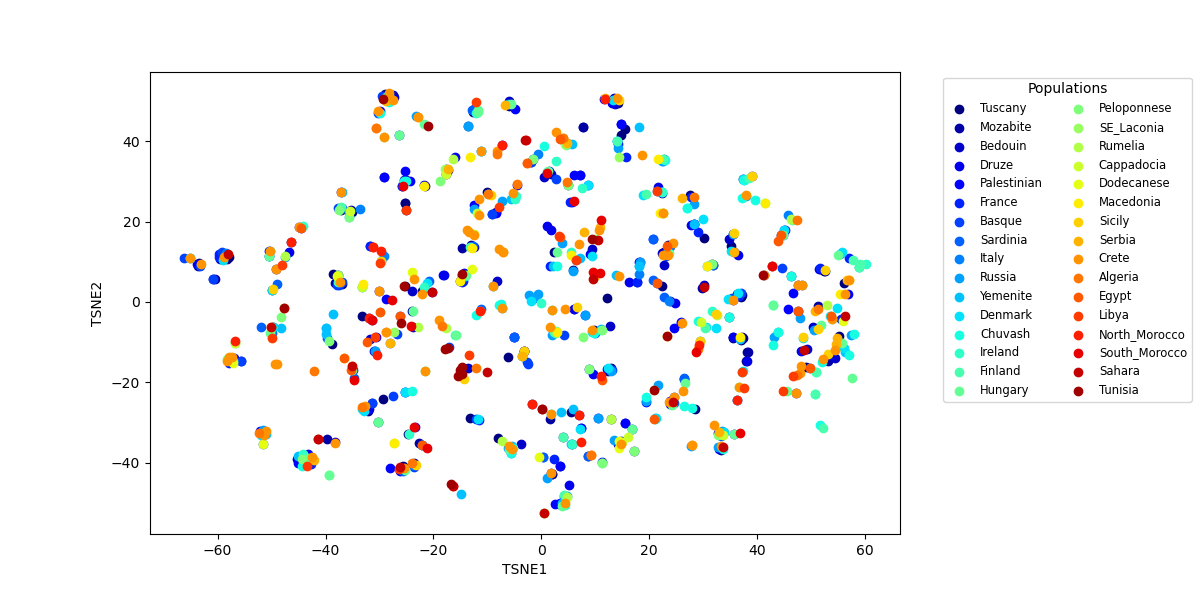 Populations
Tuscany
Mozabite
Bedouin
Druze
Palestinian
France
Basque
Sardinia
Italy
Russia
Yemenite
Denmark
Chuvash
Ireland
Finland
Hungary
Peloponnese
SE_Laconia
Rumelia
Cappadocia
Dodecanese
Macedonia
Sicily
Serbia
Crete
Algeria
Egypt
Libya
North_Morocco
South_Morocco
Sahara
Tunisia
TSNE2
40
20
0
−20
−40
−60 −40 −20 0 20 40 60
TSNE1